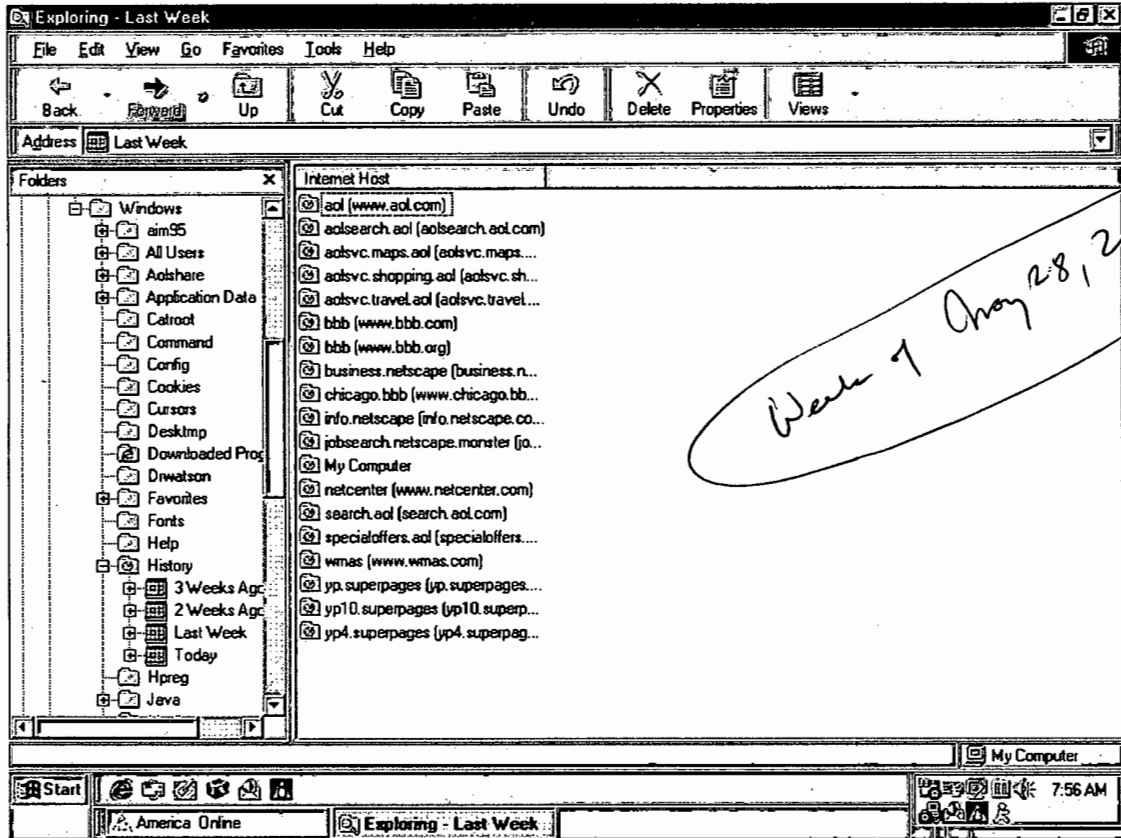 Exploring - Last Week
File Edit View Go Favorites Tools Help
Back Forward Up Cut Copy Paste Undo Delete Properties Views
Address Last Week
Folders
Internet Host
Windows
aim95
All Users
Aolshare
Application Data
Catroot
Command
Config
Cookies
Cursors
Desktmp
Downloaded Prog
Drwatson
Favorites
Fonts
Help
History
3 Weeks Ago
2 Weeks Ago
Last Week
Today
Hpreg
Java
aol (www.aol.com)
aolsearch.aol (aolsearch.aol.com)
aolsvc.maps.aol (aolsvc.maps....
aolsvc.shopping.aol (aolsvc.sh...
aolsvc.travel.aol (aolsvc.travel....
bbb (www.bbb.com)
bbb (www.bbb.org)
business.netscape (business.n...
chicago.bbb (www.chicago.bb...
info.netscape (info.netscape.co...
jobsearch.netscape.monster (jo...
My Computer
netcenter (www.netcenter.com)
search.aol (search.aol.com)
specialoffers.aol (specialoffers....
wmas (www.wmas.com)
yp.superpages (yp.superpages....
yp10.superpages (yp10.superp...
yp4.superpages (yp4.superpag...
Week of May 28, 2
My Computer
Start
7:56 AM
America Online
Exploring - Last Week